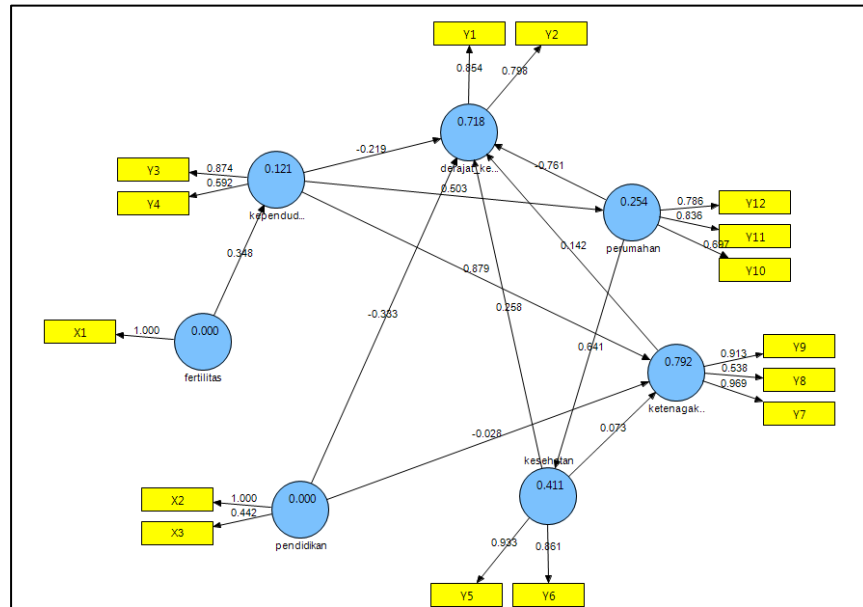 Y1
Y2
0.854
0.798
0.718
derajat ke...
-0.219
-0.761
Y3
0.874
0.121
Y4
0.592
kependud...
0.503
0.254
perumahan
0.786
Y12
0.836
Y11
0.697
Y10
0.348
0.879
0.142
X1
1.000
0.000
fertilitas
-0.333
0.258
0.641
0.792
ketenagak..
0.913
Y9
0.538
Y8
0.969
Y7
-0.028
0.073
kesehatan
0.411
X2
1.000
X3
0.442
0.000
pendidikan
0.933
0.861
Y5
Y6